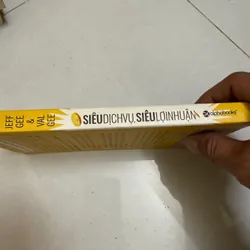 JEFF GEE & VAL GEE
SIÊU DỊCH VỤ, SIÊU LỢI NHUẬN
alphabooks